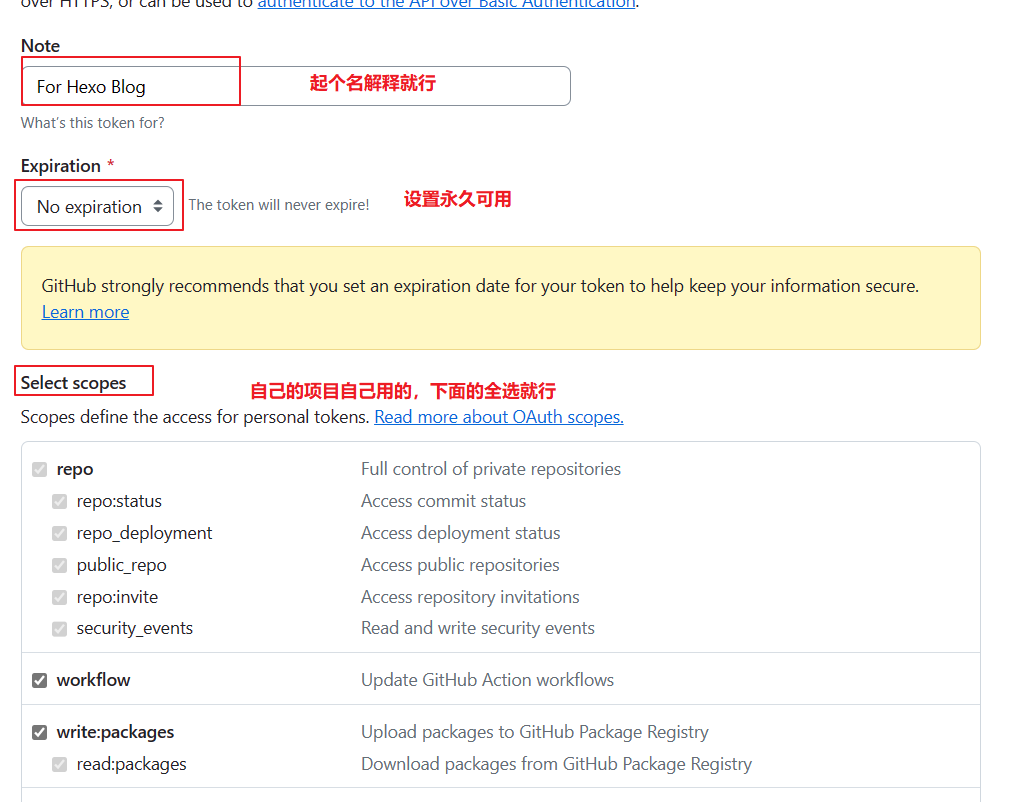 over HTTPS, or can be used to authenticate to the API over Basic Authentication.
Note
For Hexo Blog 起个名解释就行
What's this token for?
Expiration *
No expiration The token will never expire! 设置永久可用
GitHub strongly recommends that you set an expiration date for your token to help keep your information secure.
Learn more
Select scopes 自己的项目自己用的，下面的全选就行
Scopes define the access for personal tokens. Read more about OAuth scopes.
repo Full control of private repositories
repo:status Access commit status
repo_deployment Access deployment status
public_repo Access public repositories
repo:invite Access repository invitations
security_events Read and write security events
workflow Update GitHub Action workflows
write:packages Upload packages to GitHub Package Registry
read:packages Download packages from GitHub Package Registry